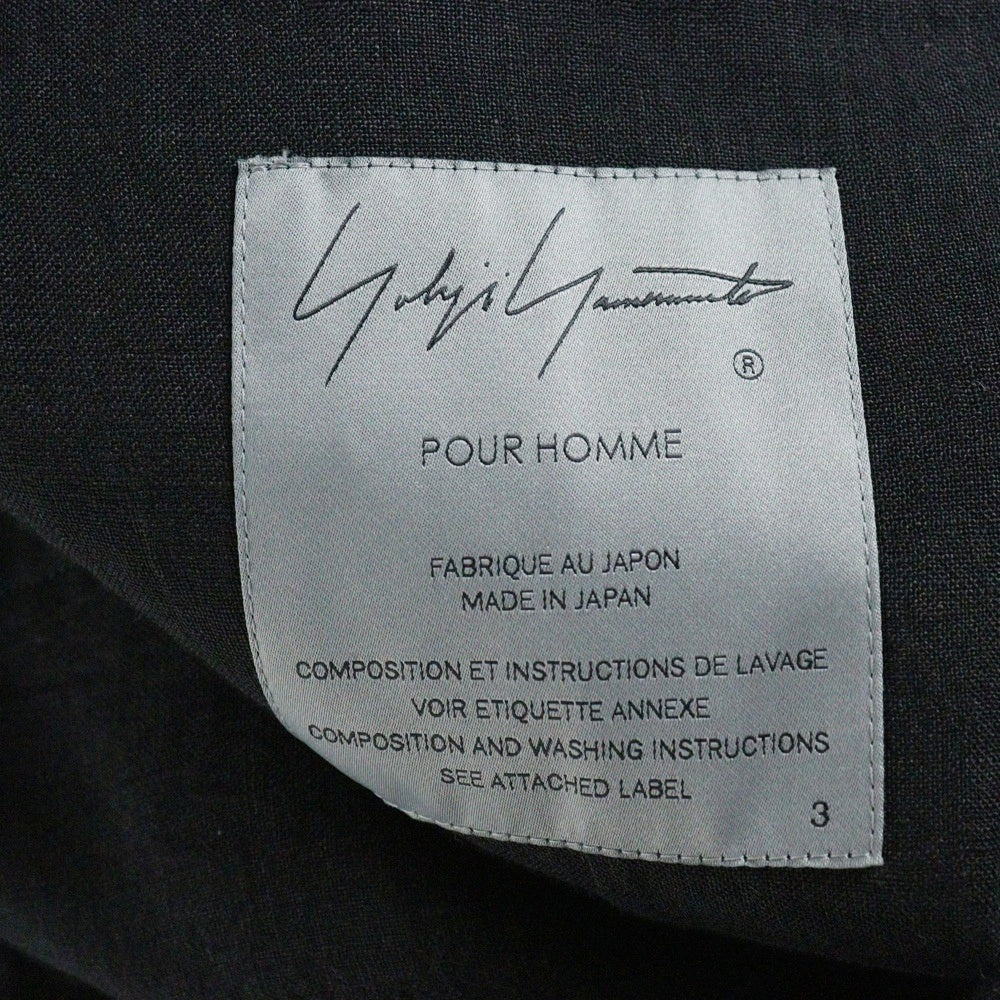 Yohji Yamamoto
®
POUR HOMME
FABRIQUE AU JAPON
MADE IN JAPAN
COMPOSITION ET INSTRUCTIONS DE LAVAGE
VOIR ETIQUETTE ANNEXE
COMPOSITION AND WASHING INSTRUCTIONS
SEE ATTACHED LABEL
3